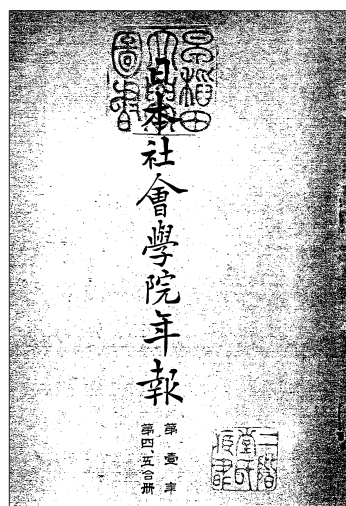 日本社會學院年報
第壹年
第四、五合册